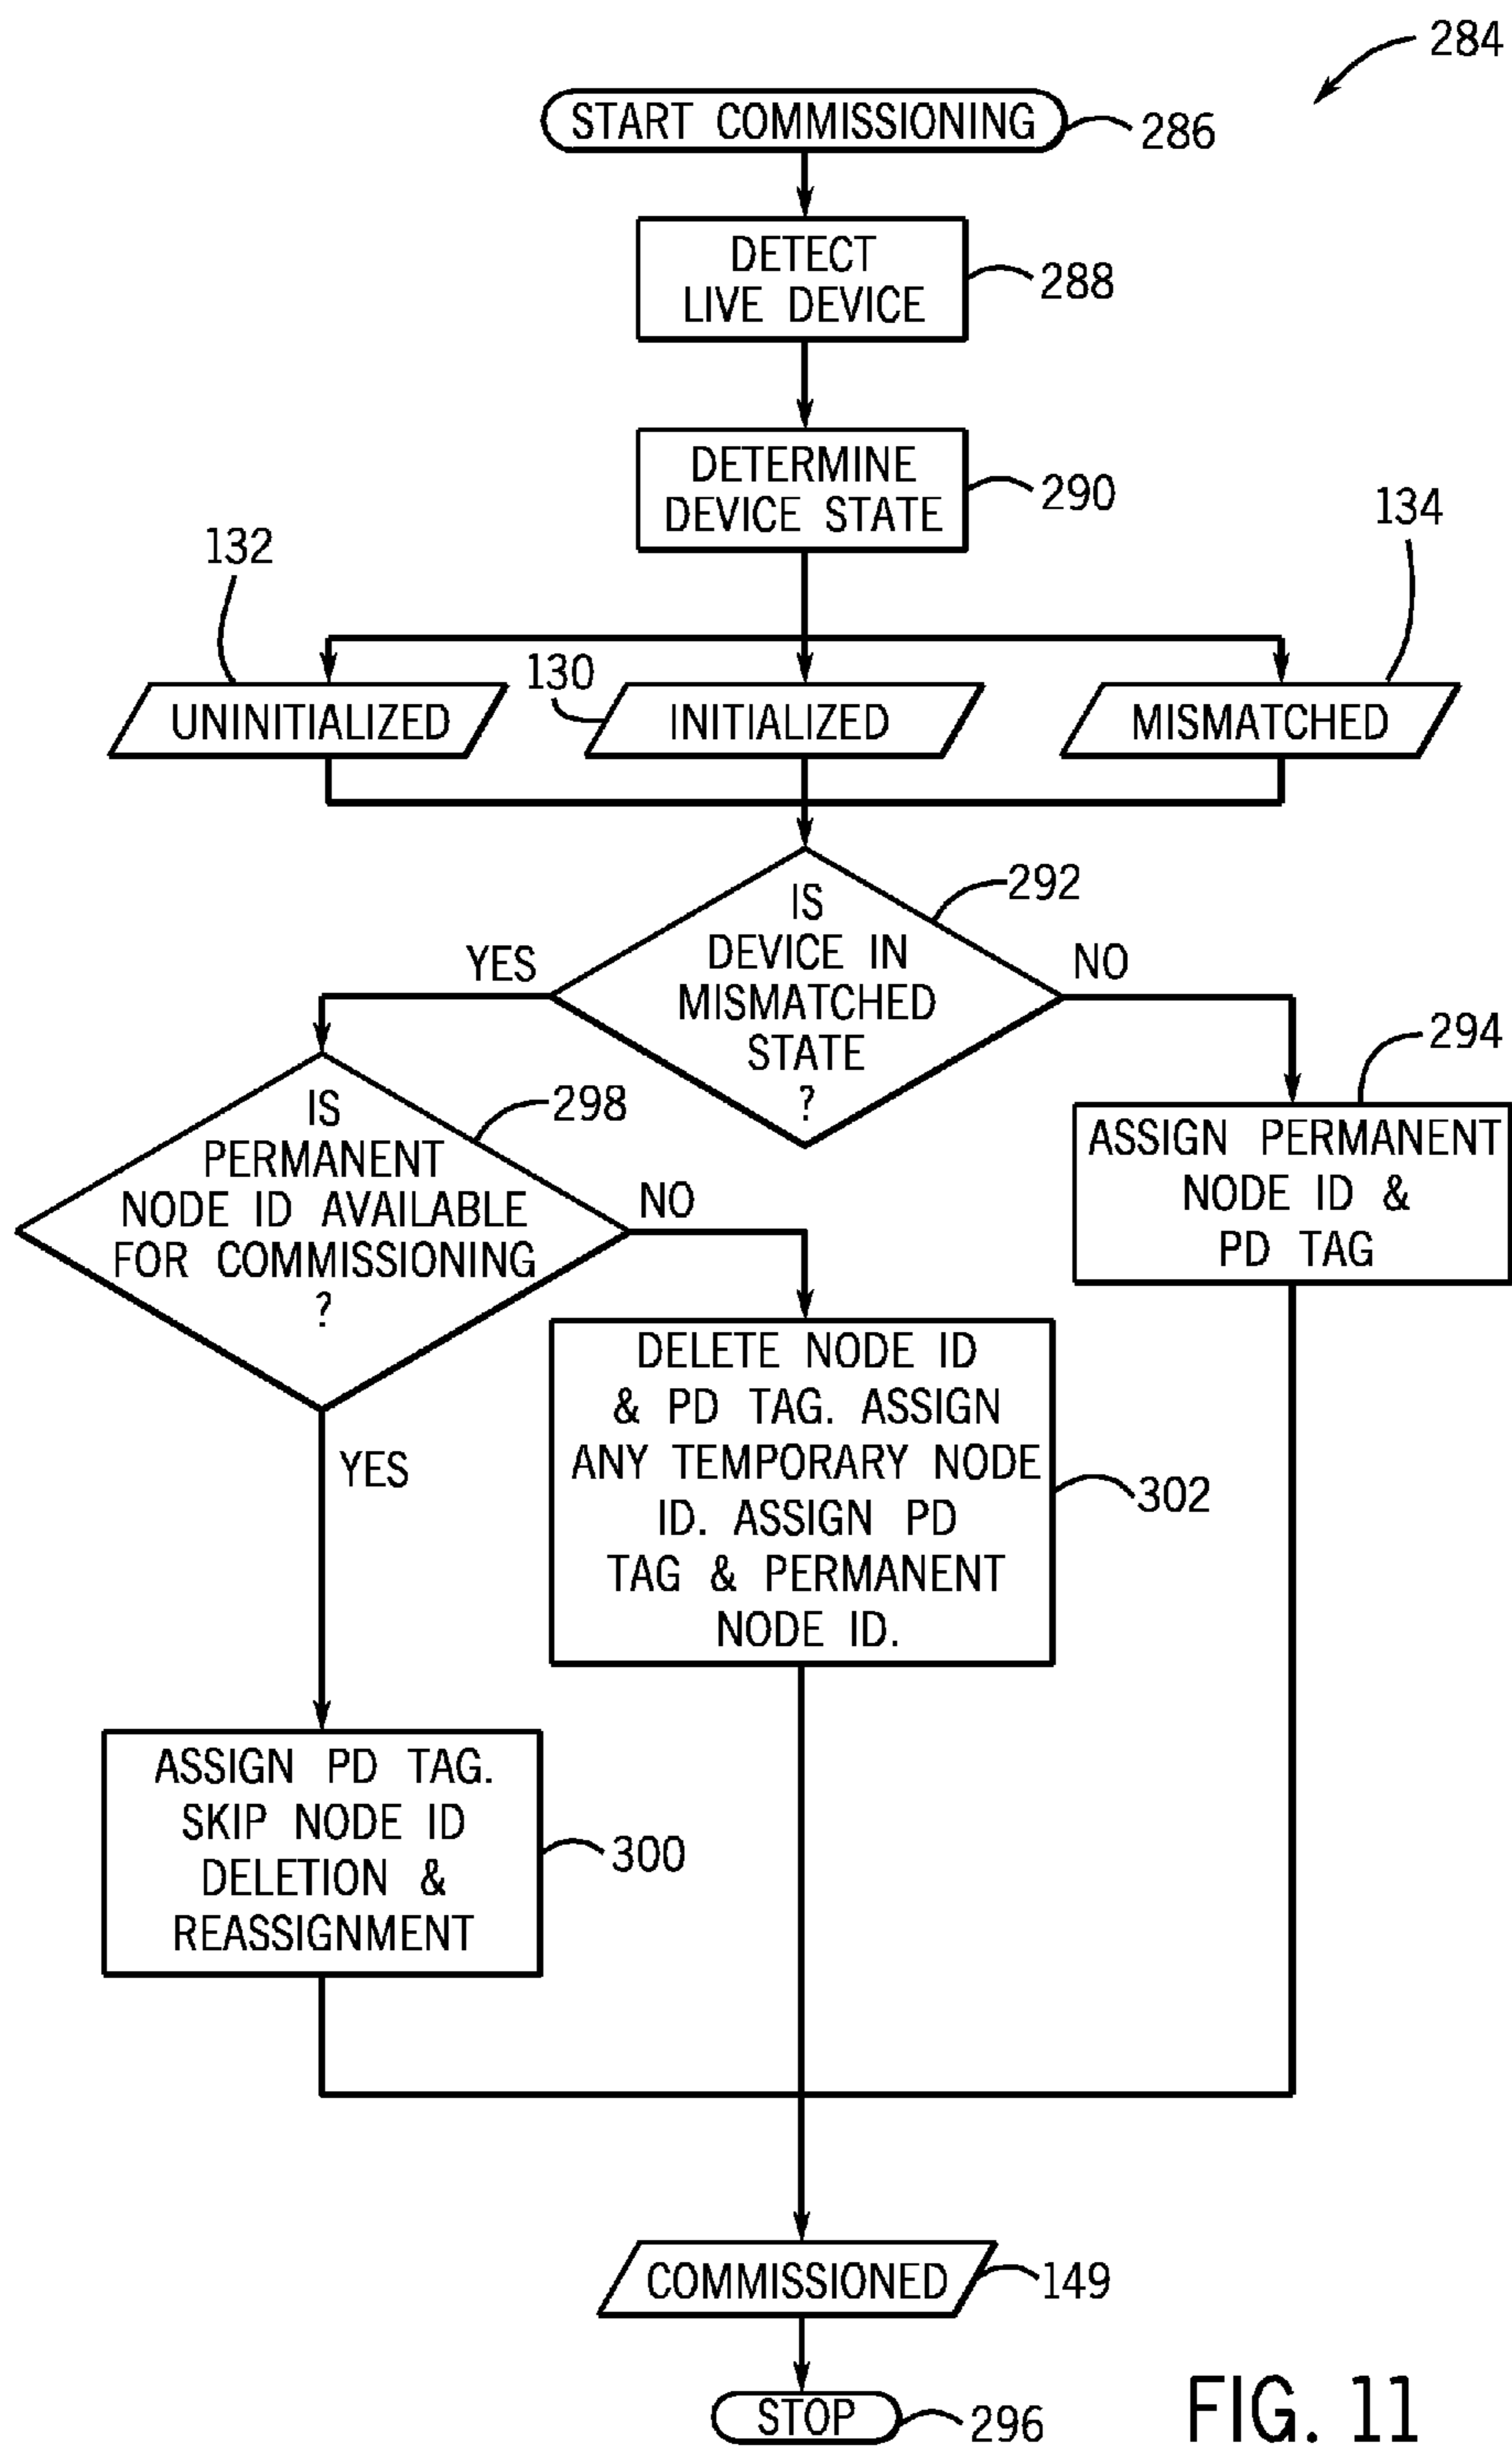 284
START COMMISSIONING
286
DETECT
LIVE DEVICE
288
DETERMINE
DEVICE STATE
290
132
134
130
UNINITIALIZED
INITIALIZED
MISMATCHED
292
IS
DEVICE IN
MISMATCHED
STATE
?
YES
NO
294
298
IS
PERMANENT
NODE ID AVAILABLE
FOR COMMISSIONING
?
NO
YES
ASSIGN PERMANENT
NODE ID &
PD TAG
DELETE NODE ID
& PD TAG. ASSIGN
ANY TEMPORARY NODE
ID. ASSIGN PD
TAG & PERMANENT
NODE ID.
302
ASSIGN PD TAG.
SKIP NODE ID
DELETION &
REASSIGNMENT
300
COMMISSIONED
149
STOP
296
FIG. 11